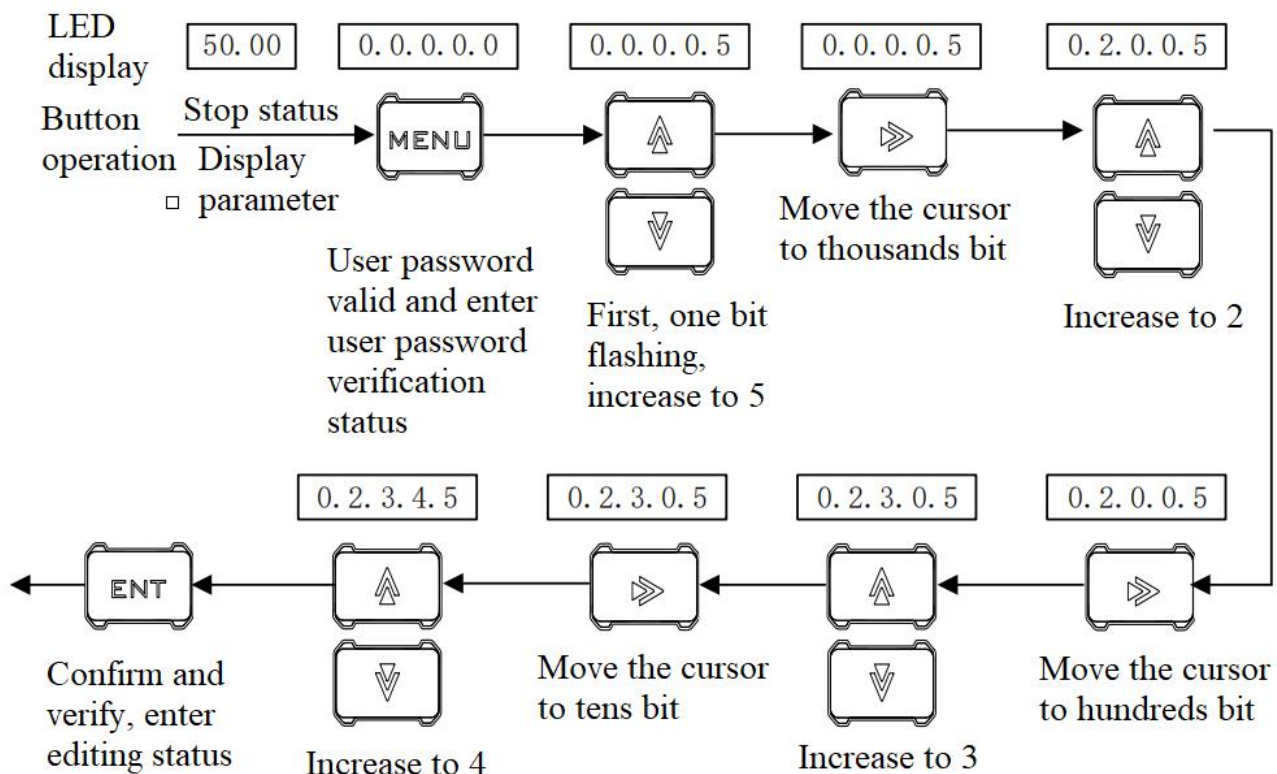 LED
display
50.00
0.0.0.0.0
0.0.0.0.5
0.0.0.0.5
0.2.0.0.5
Button
operation
Stop status
Display
□ parameter
MENU
User password
valid and enter
user password
verification
status
First, one bit
flashing,
increase to 5
Move the cursor
to thousands bit
Increase to 2
0.2.3.4.5
0.2.3.0.5
0.2.3.0.5
0.2.0.0.5
ENT
Confirm and
verify, enter
editing status
Increase to 4
Move the cursor
to tens bit
Increase to 3
Move the cursor
to hundreds bit